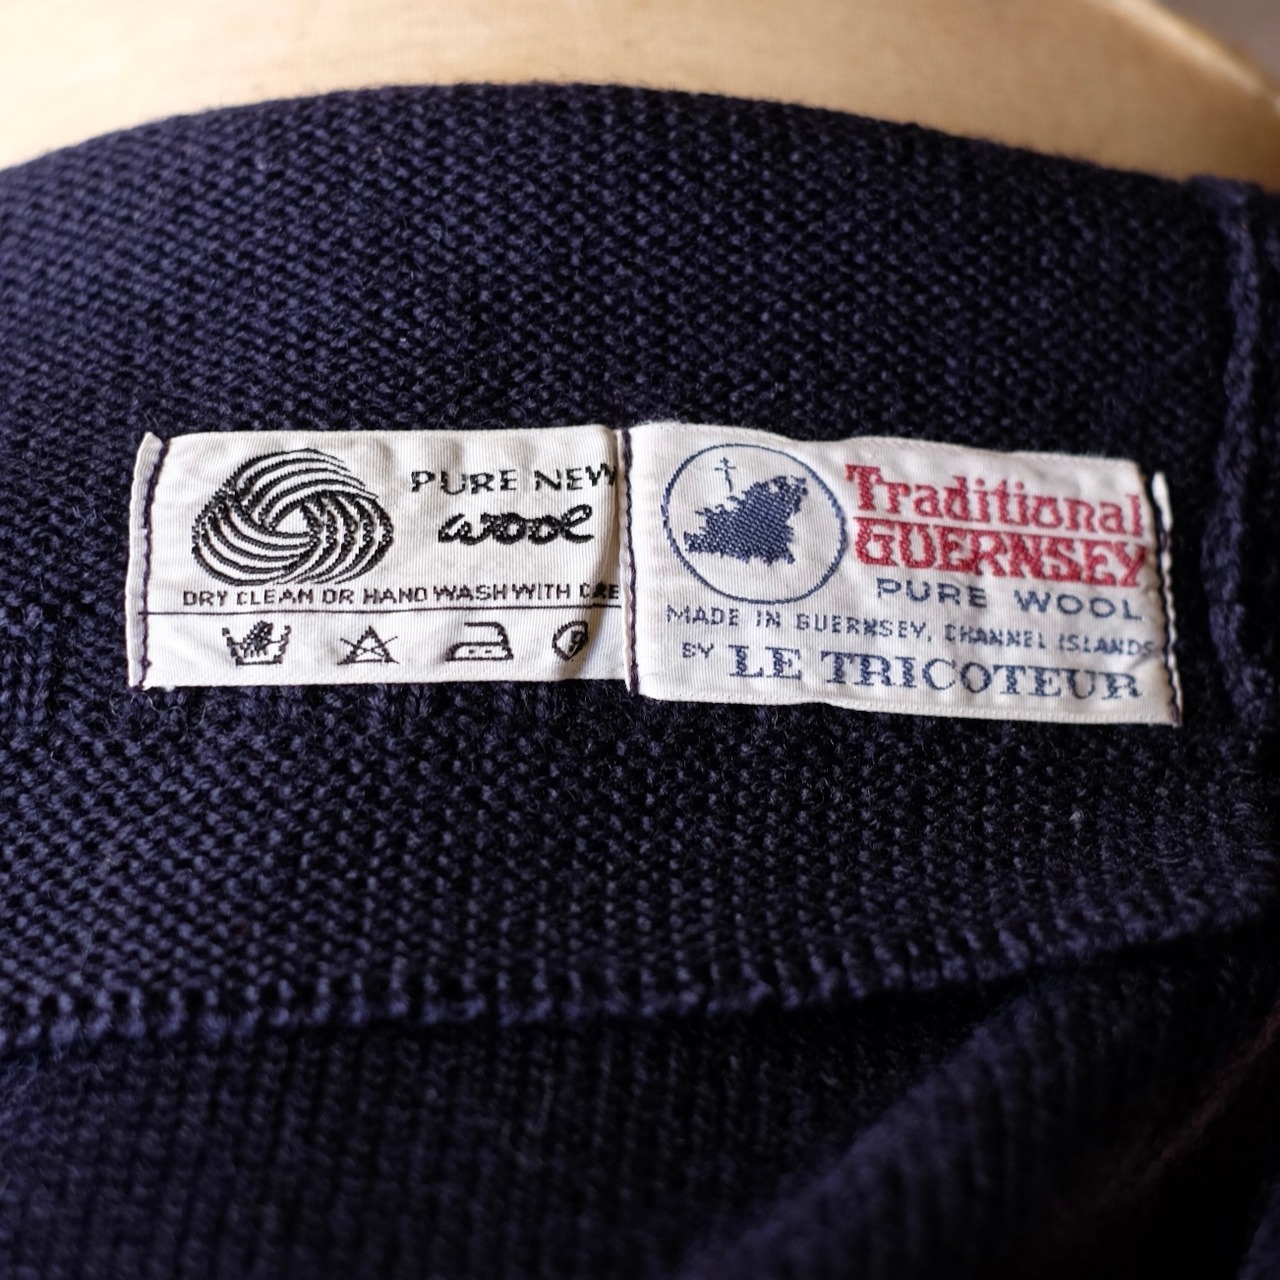 PURE NEW
wool
DRY CLEAN OR HAND WASH WITH CRE
P
Traditional
GUERNSEY
PURE WOOL
MADE IN GUERNSEY, CHANNEL ISLANDS
BY LE TRICOTEUR